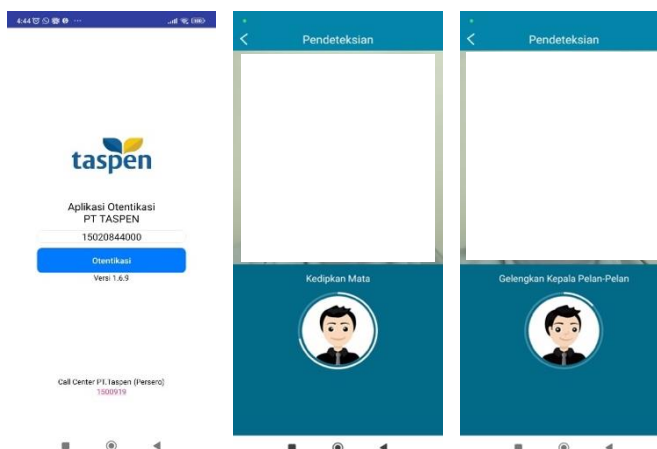 4:44
taspen
Aplikasi Otentikasi
PT TASPEN
15020844000
Otentikasi
Versi 1.6.9
Call Center PT.Taspen (Persero)
1500919
Pendeteksian
Kedipkan Mata
Pendeteksian
Gelengkan Kepala Pelan-Pelan